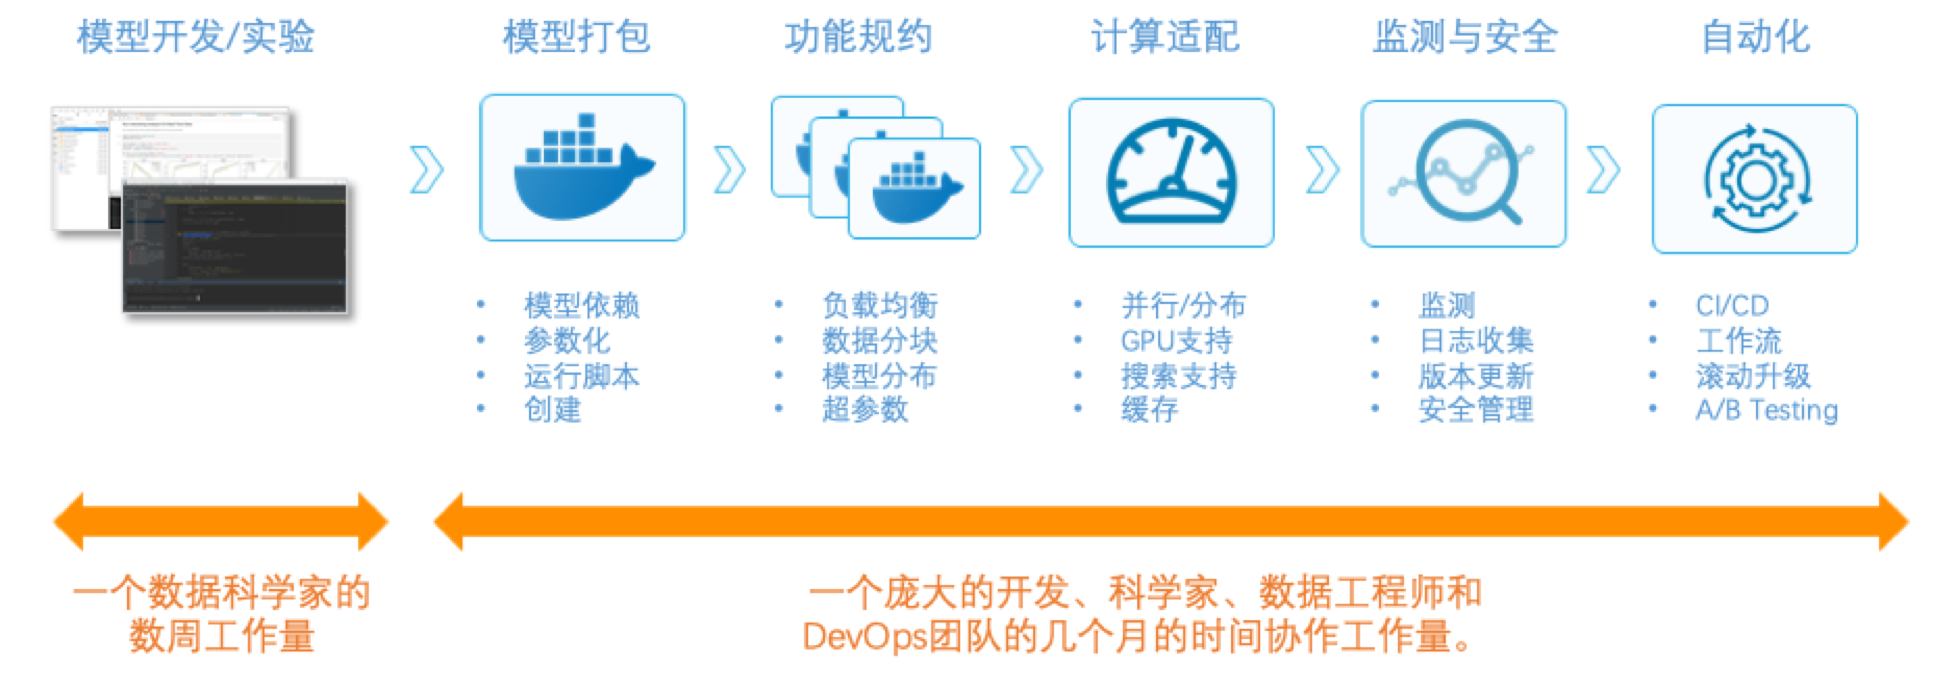 模型开发/实验
模型打包
功能规约
计算适配
监测与安全
自动化
• 模型依赖
• 参数化
• 运行脚本
• 创建
• 负载均衡
• 数据分块
• 模型分布
• 超参数
• 并行/分布
• GPU支持
• 搜索支持
• 缓存
• 监测
• 日志收集
• 版本更新
• 安全管理
• CI/CD
• 工作流
• 滚动升级
• A/B Testing
一个数据科学家的
数周工作量
一个庞大的开发、科学家、数据工程师和
DevOps团队的几个月的时间协作工作量。